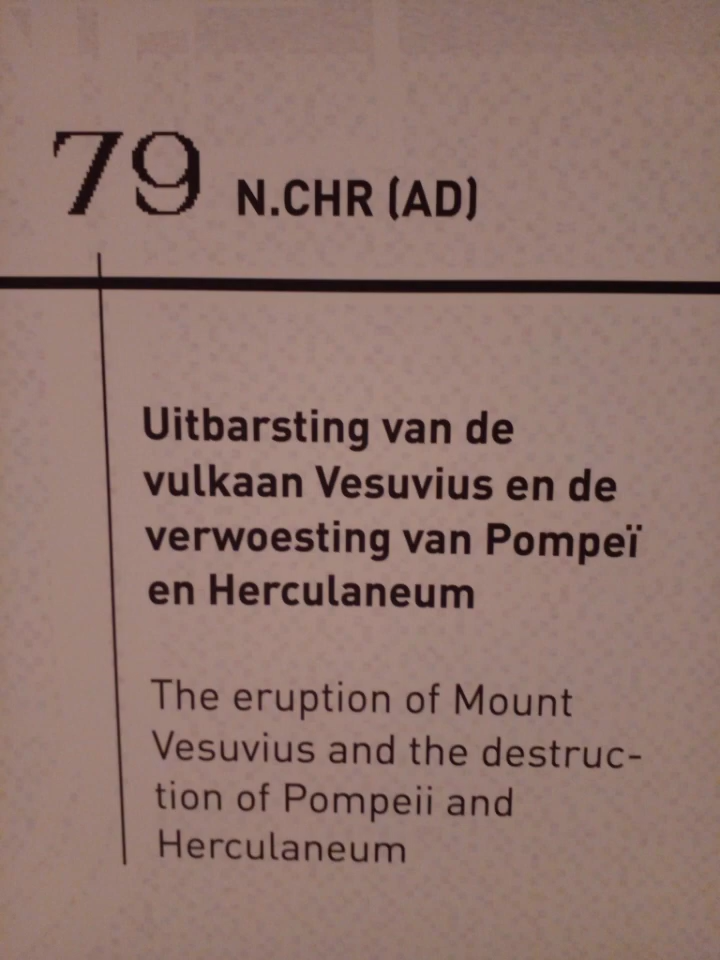 79 N.CHR (AD)
Uitbarsting van de
vulkaan Vesuvius en de
verwoesting van Pompeï
en Herculaneum
The eruption of Mount
Vesuvius and the destruc-
tion of Pompeii and
Herculaneum